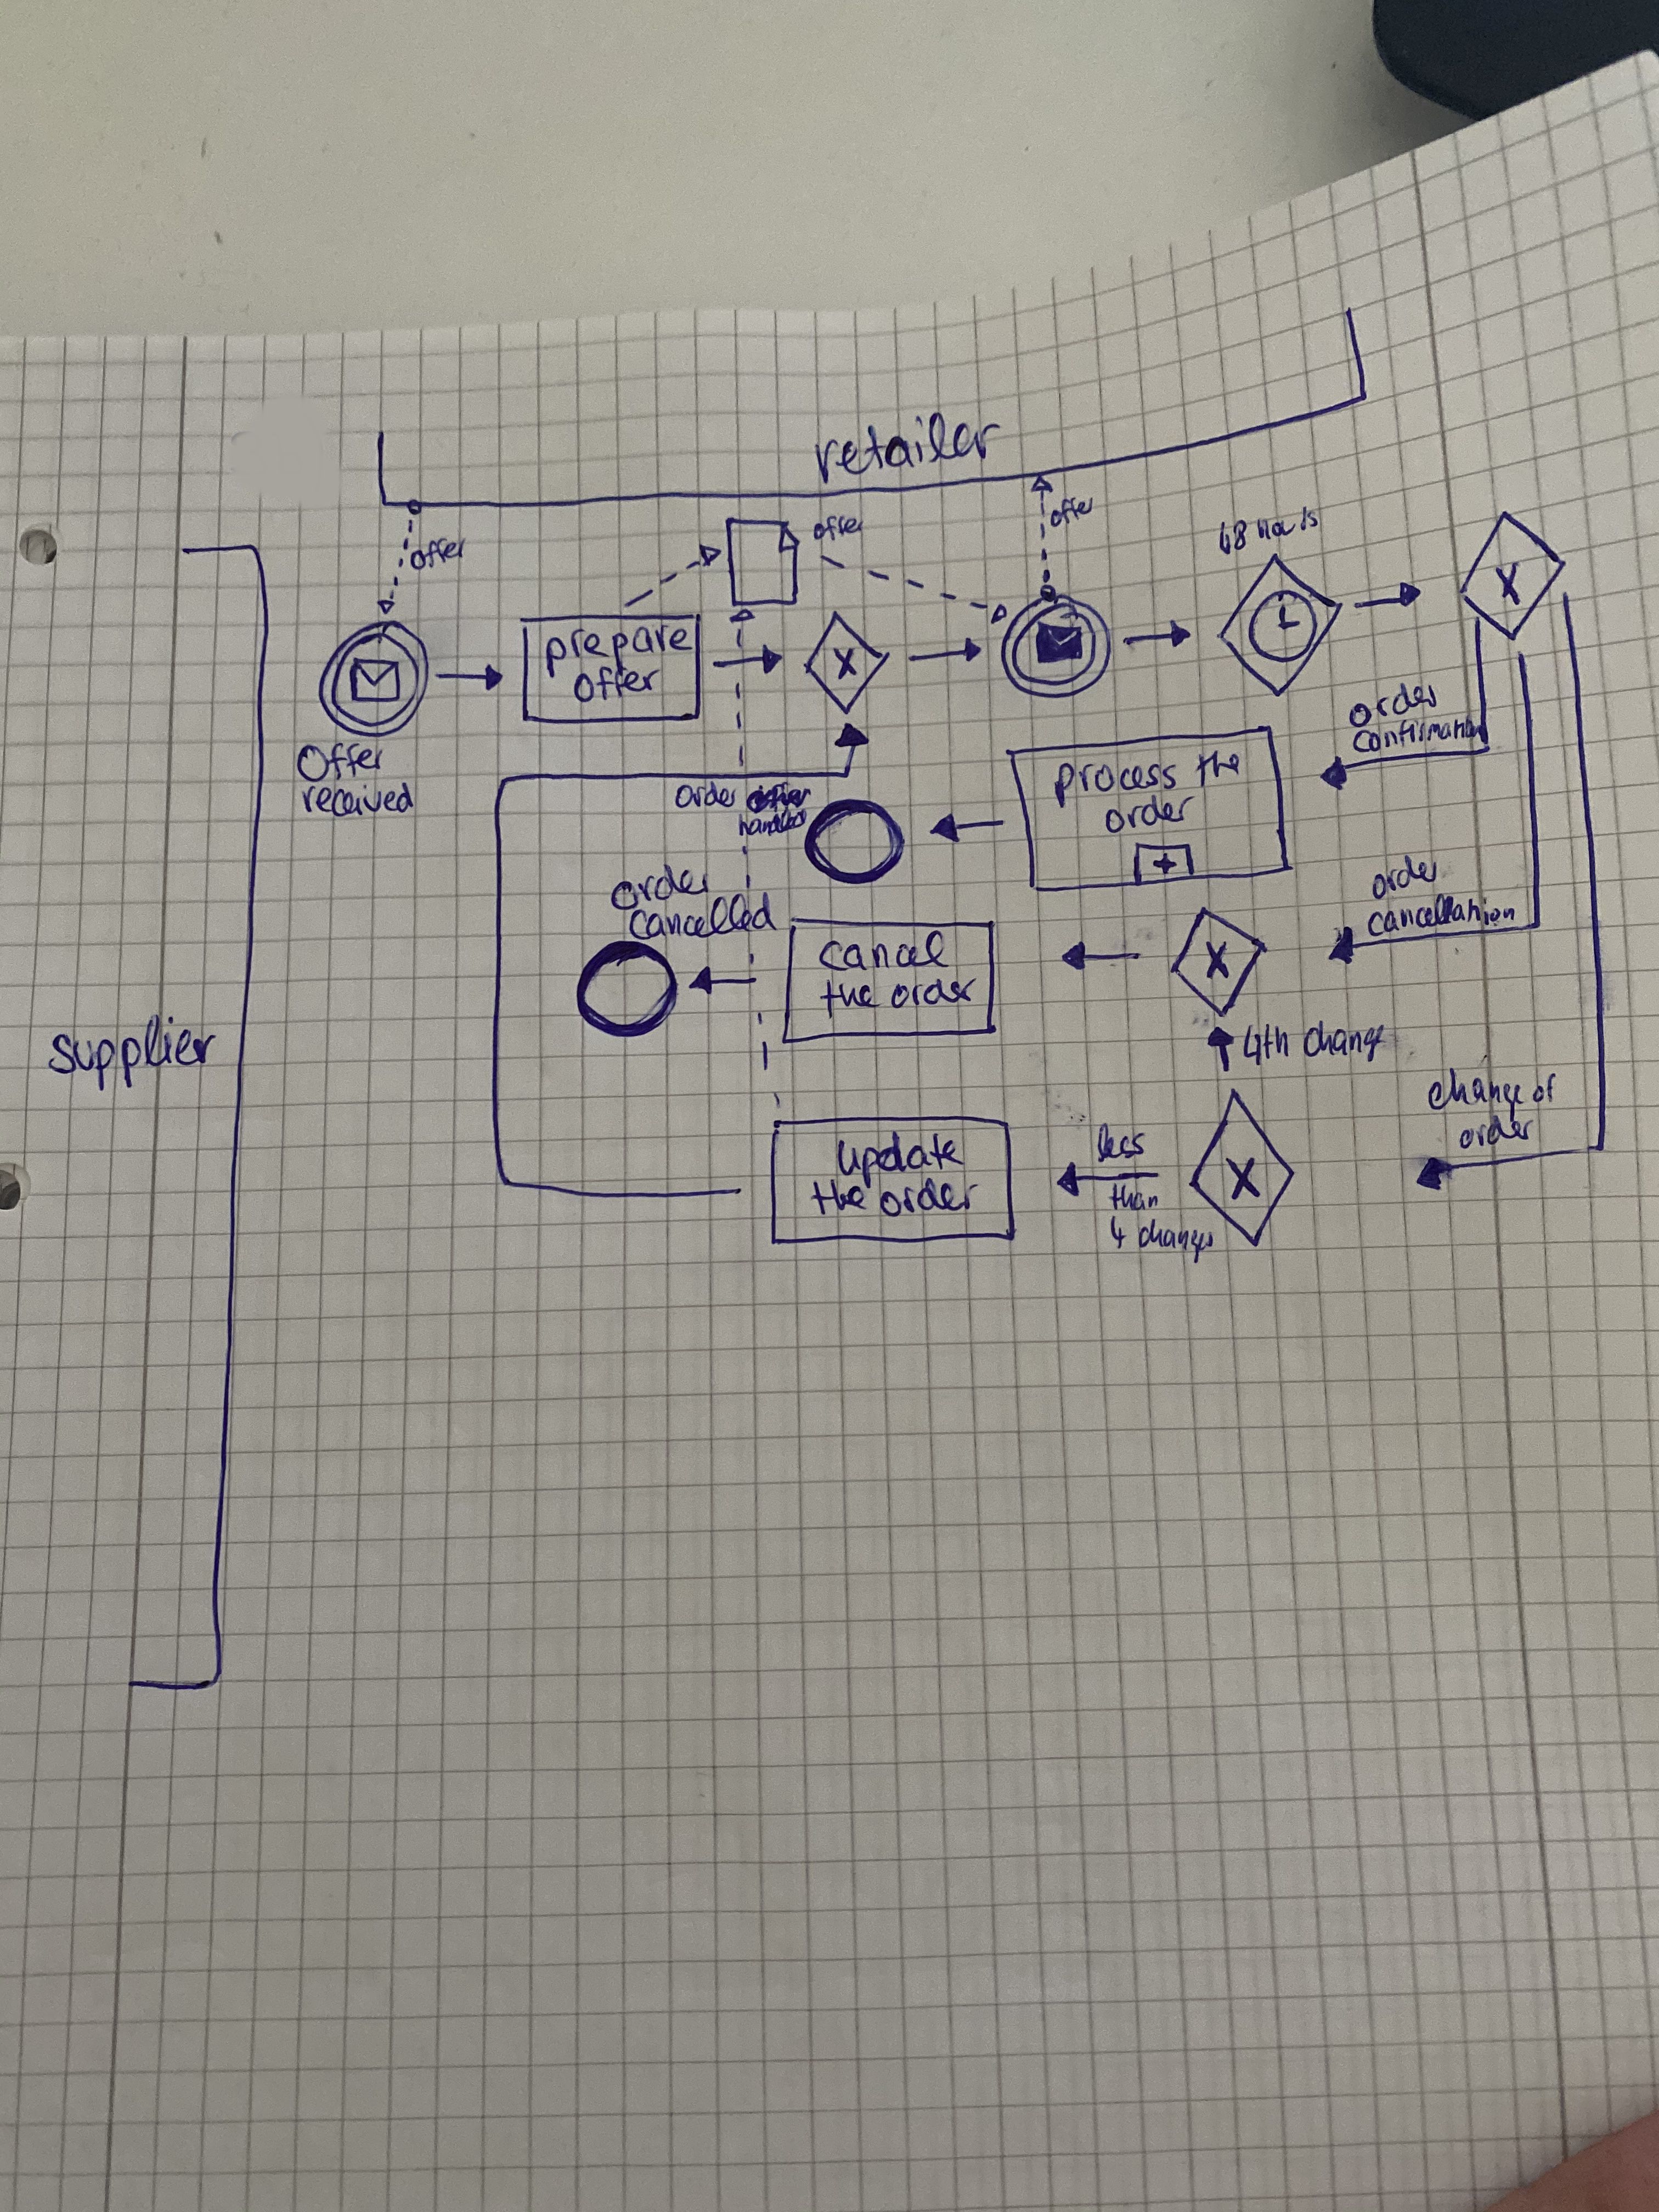 retailer
offer
offer
offer
48 hours
prepare
offer
X
X
Offer
received
order
confirmation
process the
order
+
order
handled
order
cancelled
order
cancellation
cancel
the order
X
supplier
4th change
change of
order
update
the order
less
than
4 changes
X